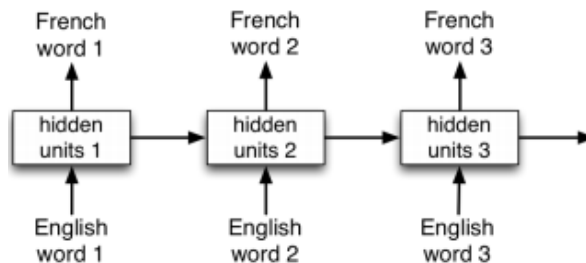 French
word 1
French
word 2
French
word 3
hidden
units 1
hidden
units 2
hidden
units 3
English
word 1
English
word 2
English
word 3